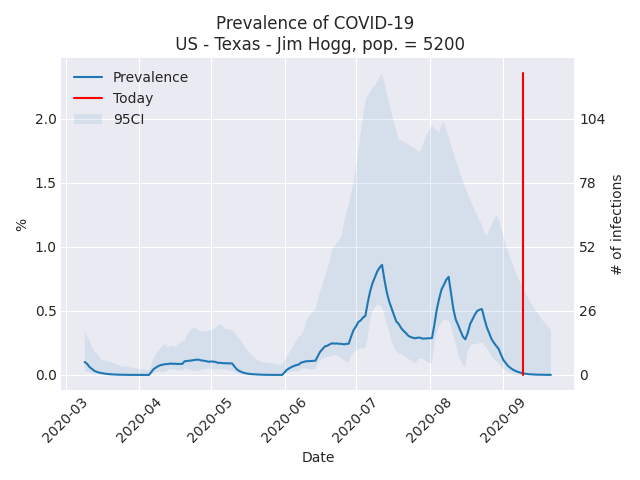 Prevalence of COVID-19
US - Texas - Jim Hogg, pop. = 5200
Prevalence
Today
95CI
2.0
1.5
1.0
0.5
0.0
%
104
78
52
26
0
# of infections
2020-03
2020-04
2020-05
2020-06
2020-07
2020-08
2020-09
Date